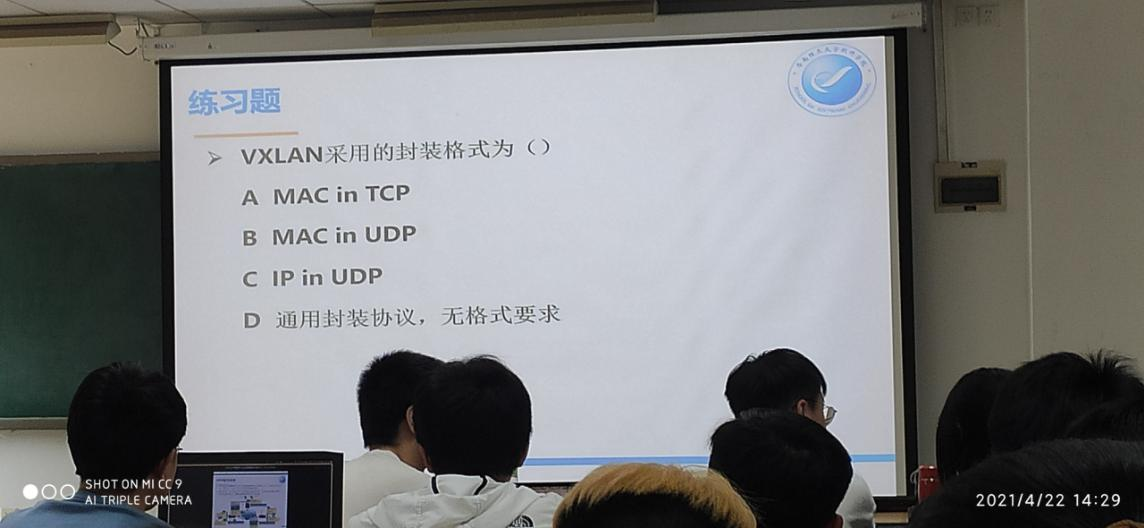 练习题
➢ VXLAN采用的封装格式为（）
A MAC in TCP
B MAC in UDP
C IP in UDP
D 通用封装协议，无格式要求
SHOT ON MI CC 9
AI TRIPLE CAMERA
2021/4/22 14:29